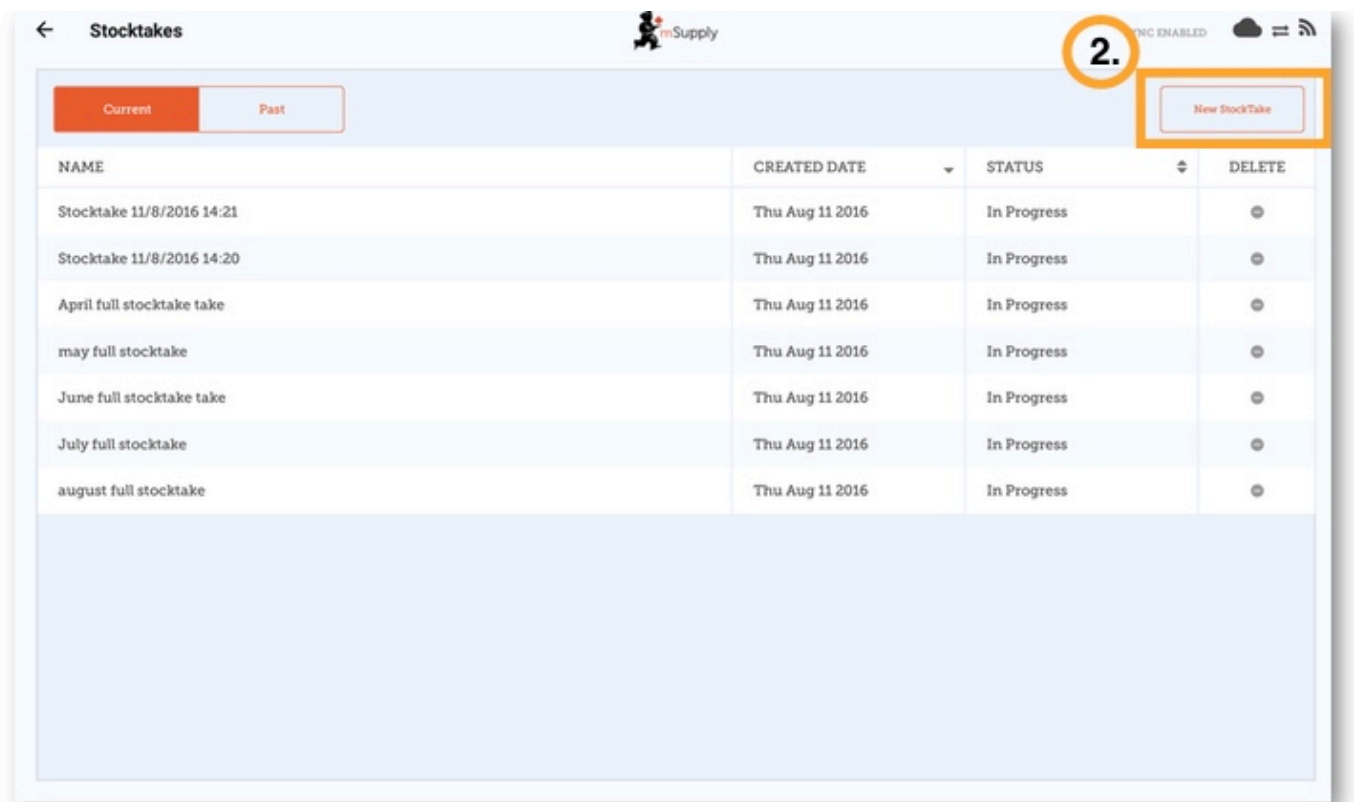 Stocktakes
mSupply
ENABLED
2.
Current Past
New StockTake
NAME CREATED DATE STATUS DELETE
Stocktake 11/8/2016 14:21 Thu Aug 11 2016 In Progress
Stocktake 11/8/2016 14:20 Thu Aug 11 2016 In Progress
April full stocktake take Thu Aug 11 2016 In Progress
may full stocktake Thu Aug 11 2016 In Progress
June full stocktake take Thu Aug 11 2016 In Progress
July full stocktake Thu Aug 11 2016 In Progress
august full stocktake Thu Aug 11 2016 In Progress